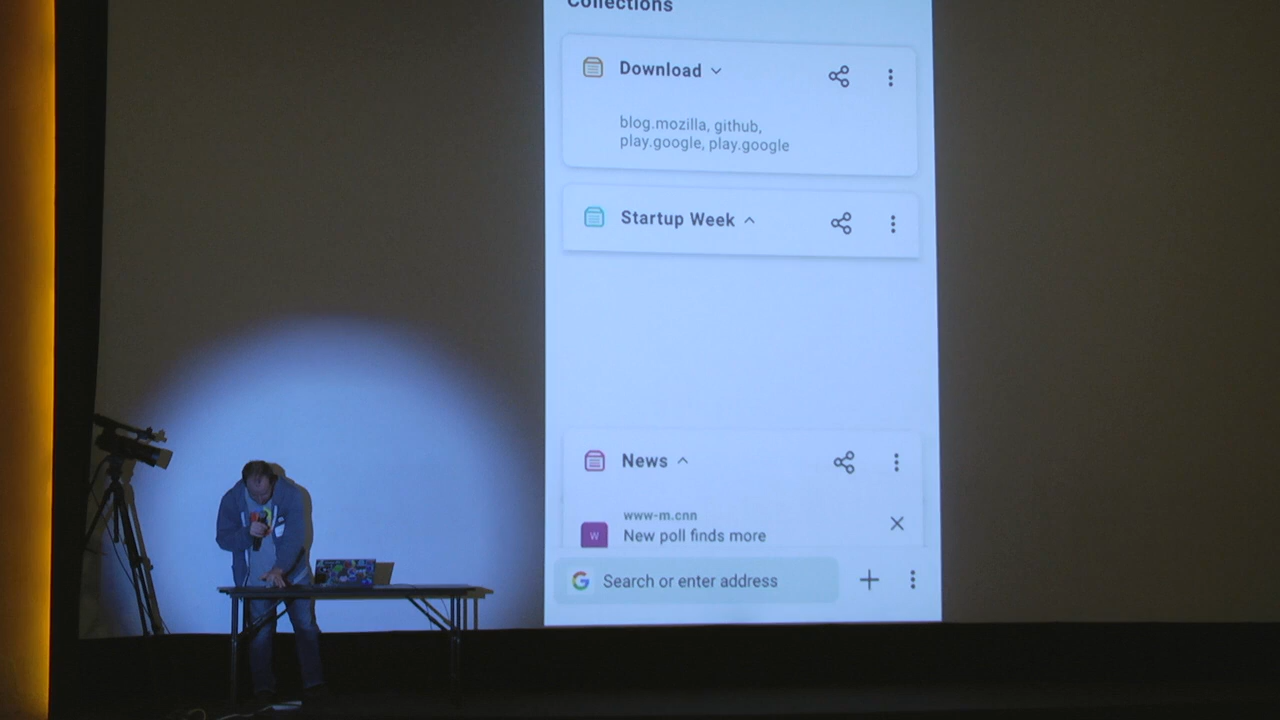 Collections
Download
blog.mozilla, github,
play.google, play.google
Startup Week
News
www-m.cnn
W
New poll finds more
G Search or enter address